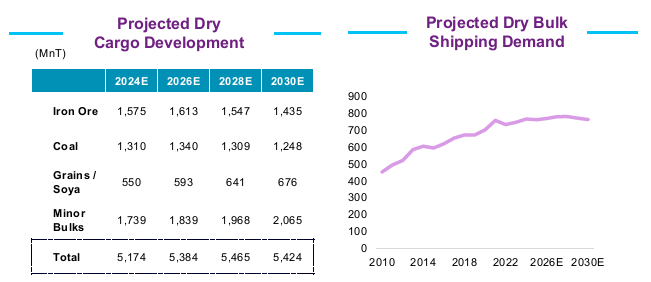 Projected Dry
Cargo Development
(MnT)
2024E 2026E 2028E 2030E
Iron Ore 1,575 1,613 1,547 1,435
Coal 1,310 1,340 1,309 1,248
Grains /
Soya 550 593 641 676
Minor
Bulks 1,739 1,839 1,968 2,065
Total 5,174 5,384 5,465 5,424
Projected Dry Bulk
Shipping Demand
900
800
700
600
500
400
300
200
100
0
2010 2014 2018 2022 2026E 2030E